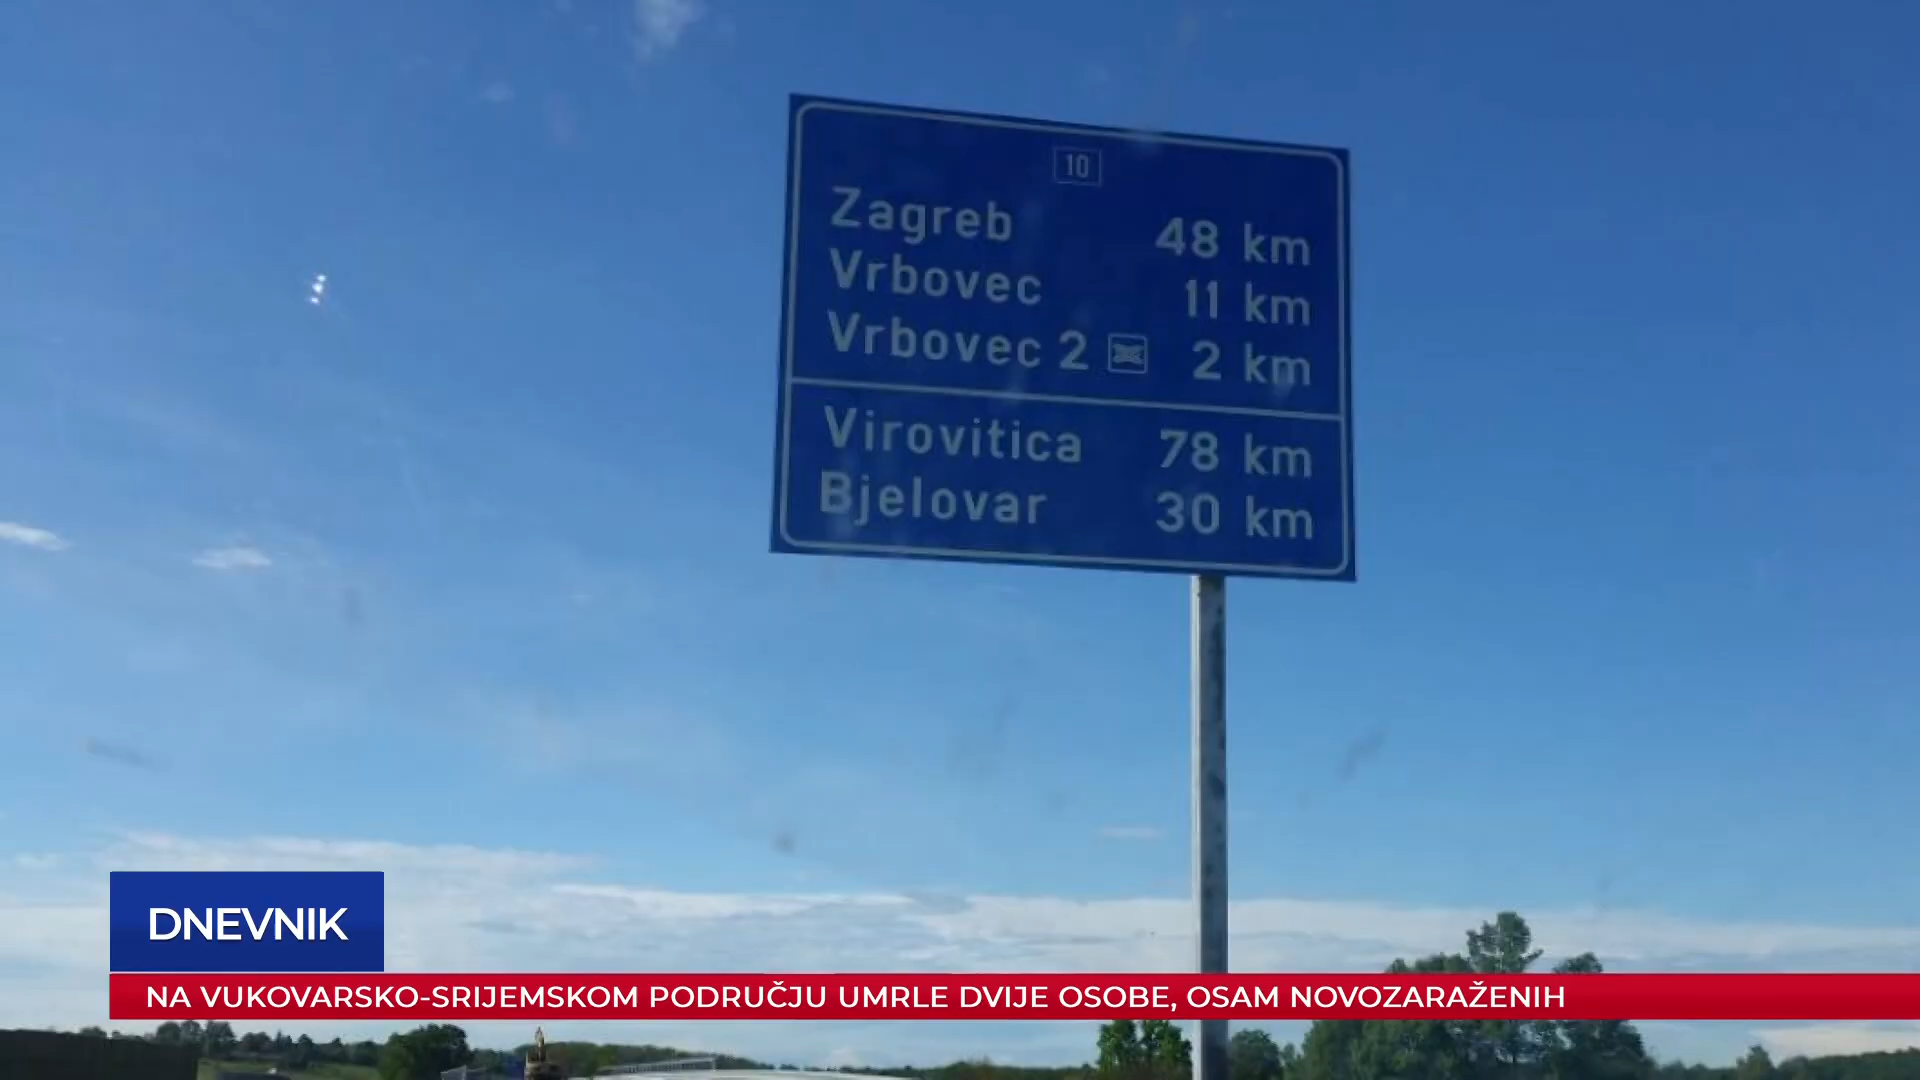 10
Zagreb 48 km
Vrbovec 11 km
Vrbovec 2 2 km
Virovitica 78 km
Bjelovar 30 km
DNEVNIK
NA VUKOVARSKO-SRIJEMSKOM PODRUČJU UMRLE DVIJE OSOBE, OSAM NOVOZARAŽENIH